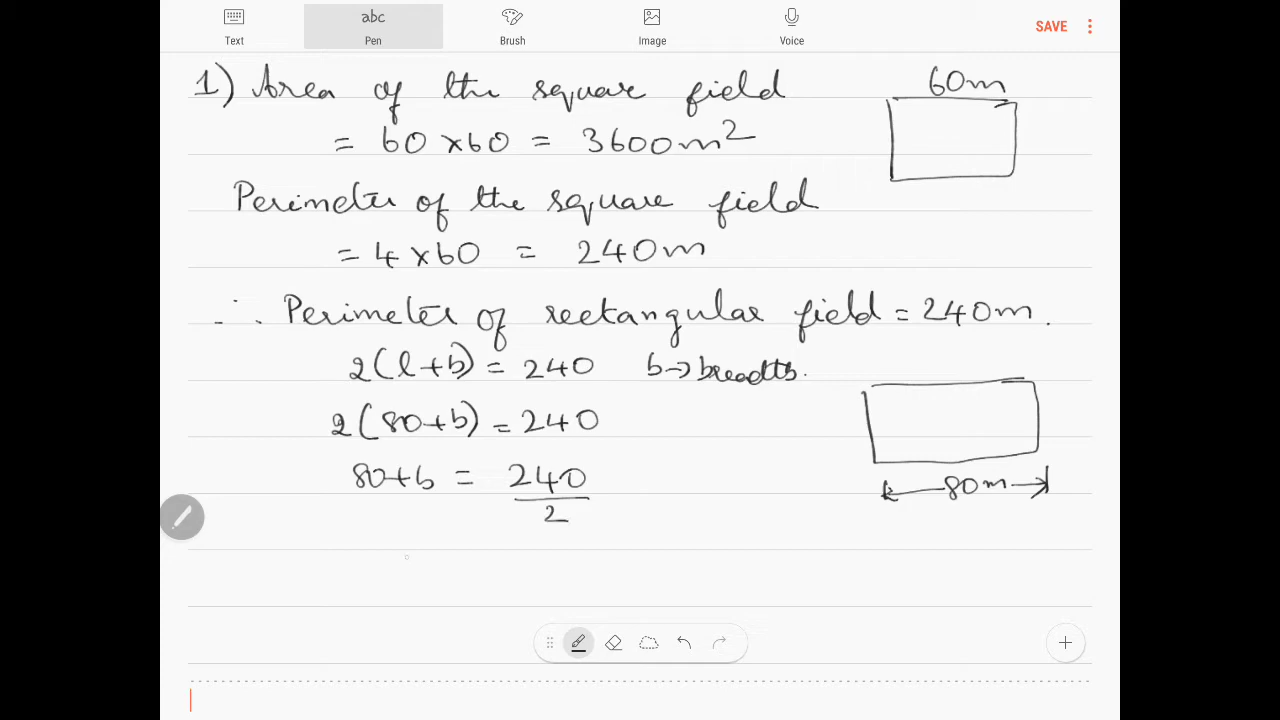 Text
abc
Pen
Brush
Image
Voice
SAVE
1) Area of the square field
= 60 x 60 = 3600 m²
60m
Perimeter of the square field
= 4 x 60 = 240m
∴ Perimeter of rectangular field = 240m.
2(l+b) = 240 b→breadth.
2(80+b) = 240
80+b = 240/2
80m